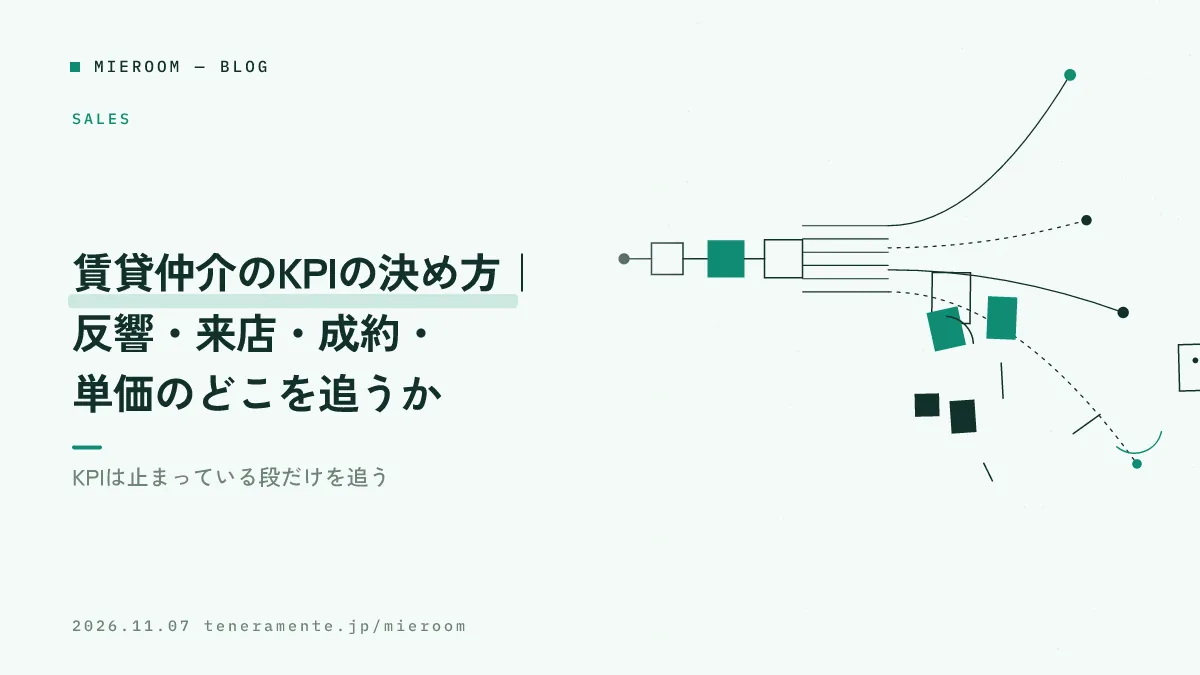 MIEROOM — BLOG
SALES
賃貸仲介のKPIの決め方｜
反響・来店・成約・
単価のどこを追うか
KPIは止まっている段だけを追う
2026.11.07 teneramente.jp/mieroom